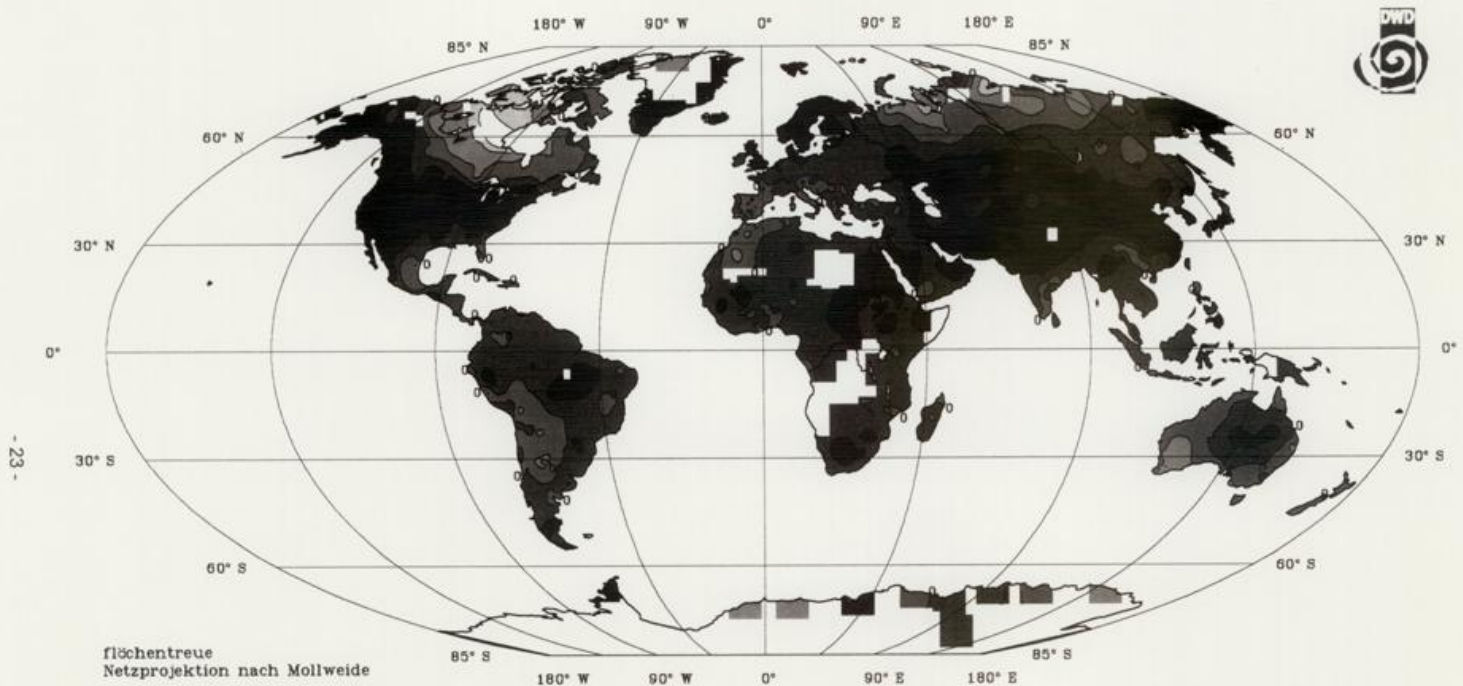 180° W 90° W 0° 90° E 180° E
DWD
85° N 85° N
60° N 60° N
30° N 30° N
0° 0°
- 23 -
30° S 30° S
60° S 60° S
85° S 85° S
flächentreue
Netzprojektion nach Mollweide
180° W 90° W 0° 90° E 180° E